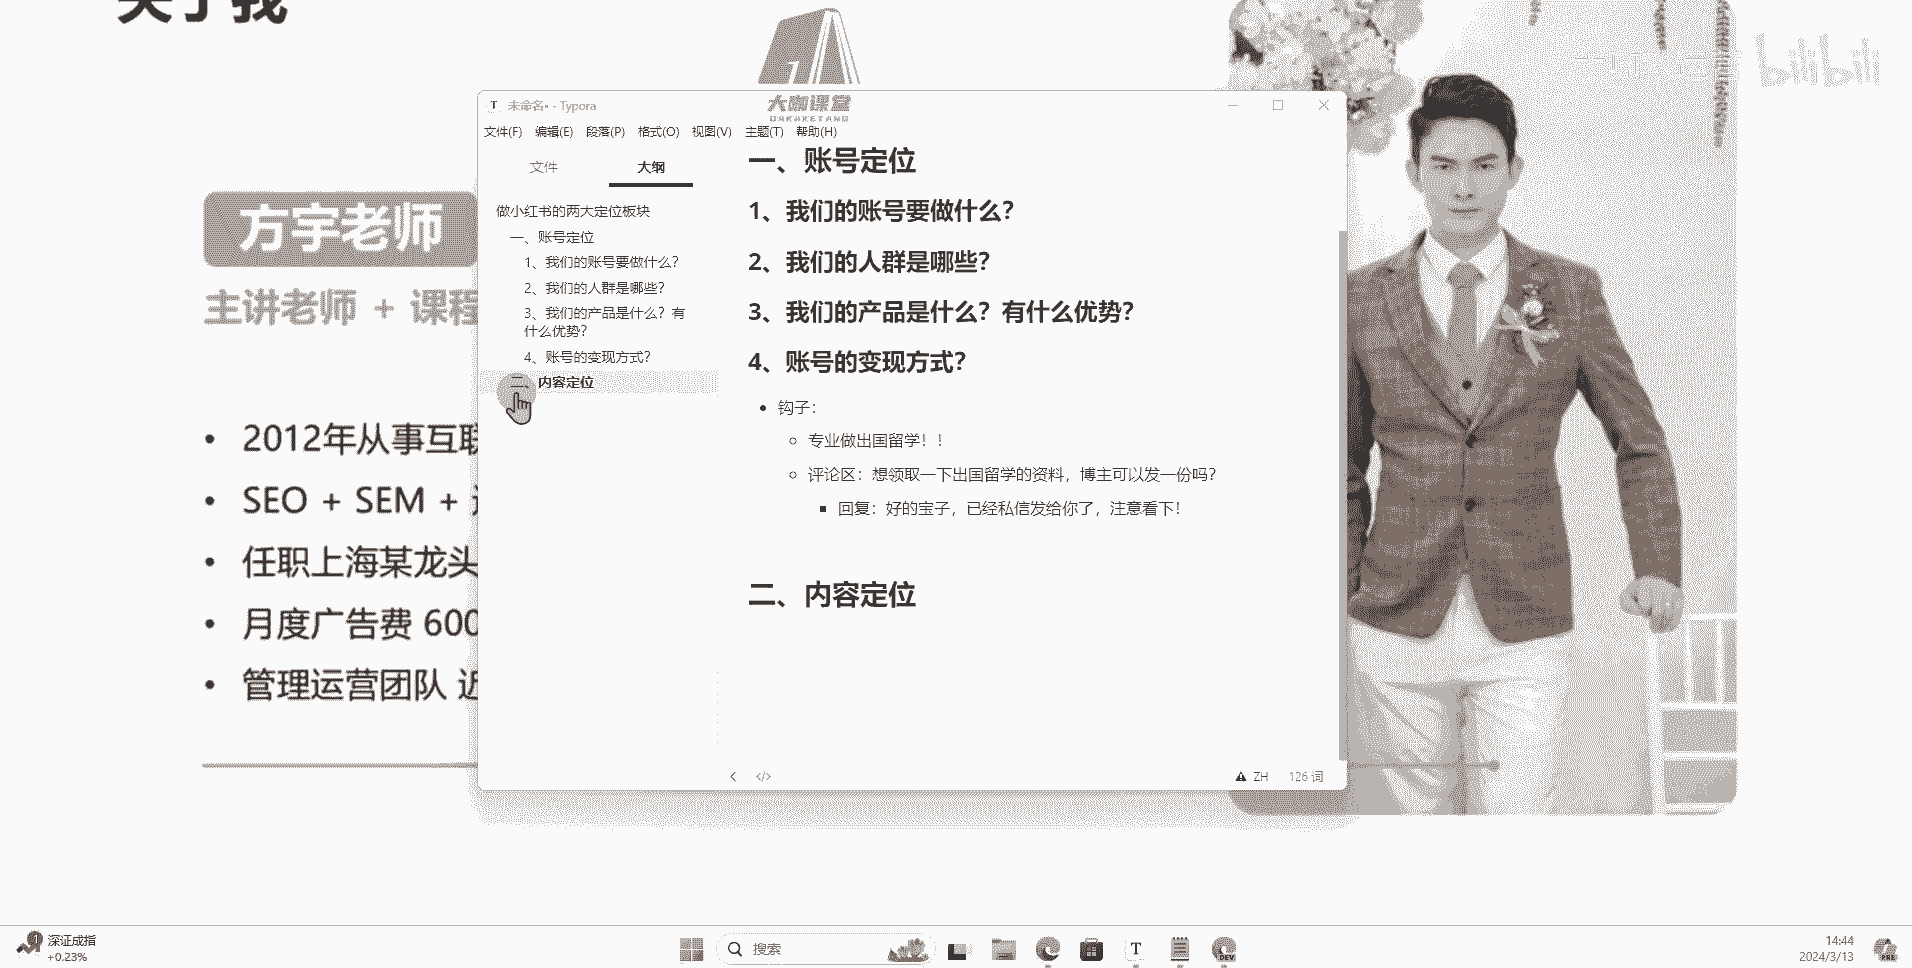 关于我
bilibili
1
大咖课堂
DAKAKETANG
方宇老师
主讲老师 + 课程
2012年从事互联
SEO + SEM +
任职上海某龙头
月度广告费 600
管理运营团队 近
T 未命名• - Typora
文件(F) 编辑(E) 段落(P) 格式(O) 视图(V) 主题(T) 帮助(H)
文件 大纲
做小红书的两大定位板块
一、账号定位
1、我们的账号要做什么？
2、我们的人群是哪些？
3、我们的产品是什么？有
什么优势？
4、账号的变现方式？
二、内容定位
一、账号定位
1、我们的账号要做什么？
2、我们的人群是哪些？
3、我们的产品是什么？有什么优势？
4、账号的变现方式？
钩子：
专业做出国留学！！
评论区：想领取一下出国留学的资料，博主可以发一份吗？
回复：好的宝子，已经私信发给你了，注意看下！
二、内容定位
ZH 126 词
深证成指
+0.23%
搜索
T
DEV
14:44
2024/3/13
PRE